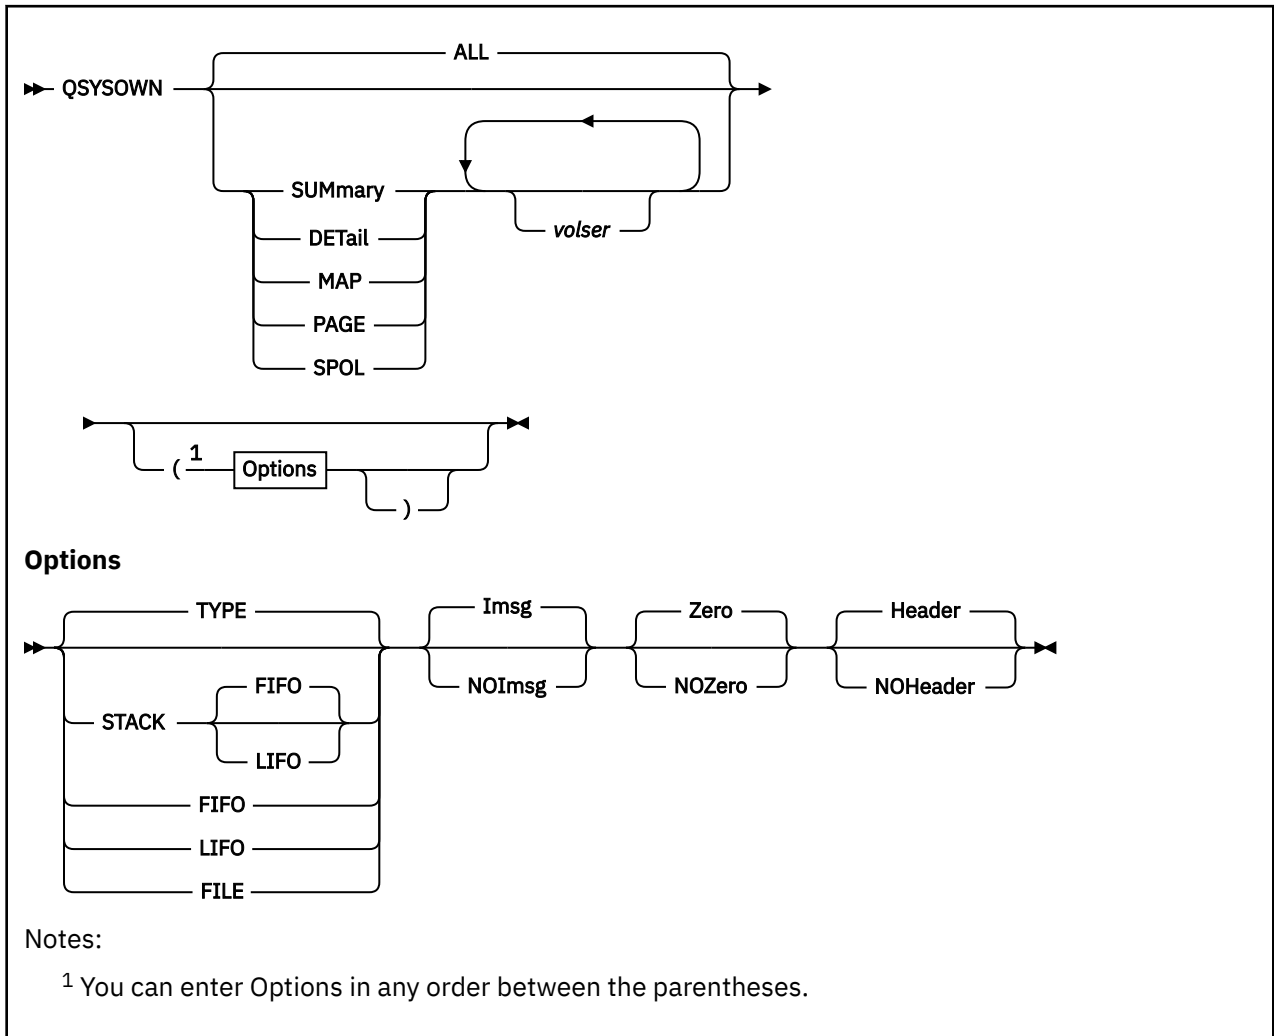 ALL
QSYSOWN
SUMmary
volser
DETail
MAP
PAGE
SPOL
( 1 Options
)
Options
TYPE Imsg Zero Header
FIFO NOImsg NOZero NOHeader
STACK
LIFO
FIFO
LIFO
FILE
Notes:
1 You can enter Options in any order between the parentheses.